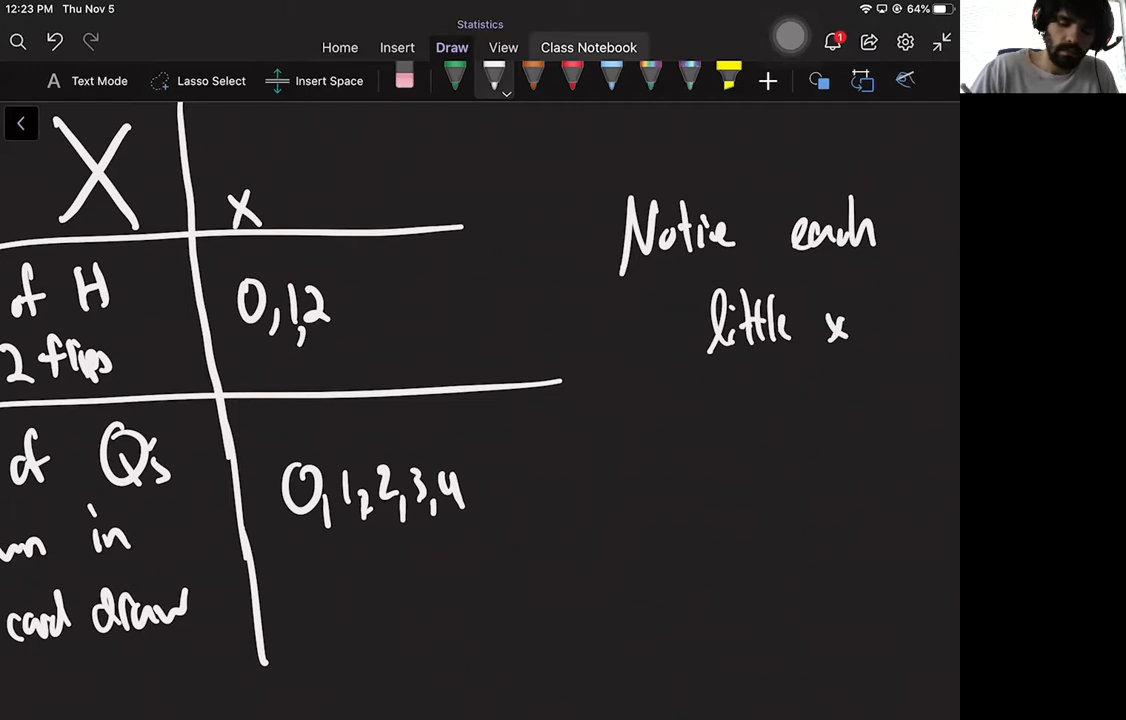 12:23 PM Thu Nov 5
64%
Statistics
Home Insert Draw View Class Notebook
1
Text Mode Lasso Select Insert Space
X x
of H 0, 1, 2
2 flips
of Q's 0, 1, 2, 3, 4
in
card draw
Notice each
little x